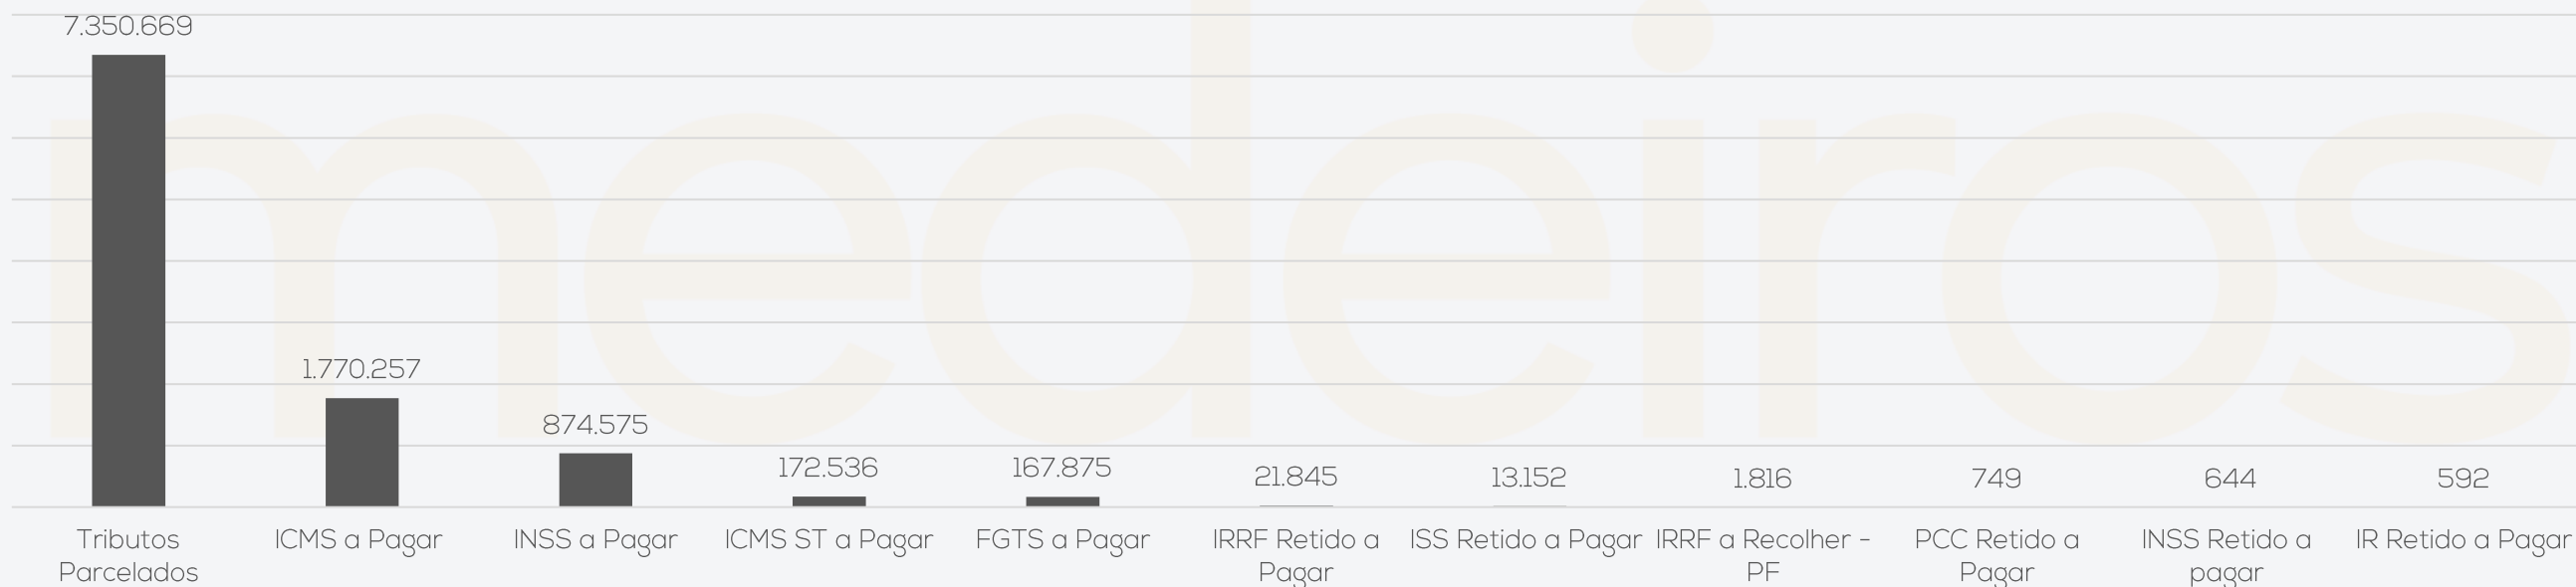 medeiros
7.350.669
1.770.257
874.575
172.536
167.875
21.845
13.152
1.816
749
644
592
Tributos
Parcelados
ICMS a Pagar
INSS a Pagar
ICMS ST a Pagar
FGTS a Pagar
IRRF Retido a
Pagar
ISS Retido a Pagar
IRRF a Recolher -
PF
PCC Retido a
Pagar
INSS Retido a
pagar
IR Retido a Pagar